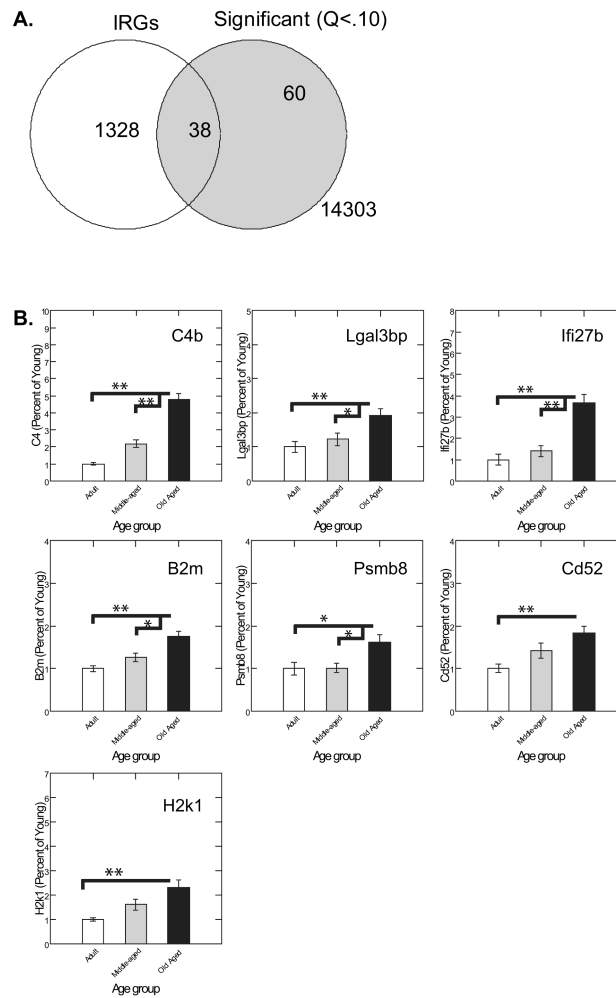 A.
IRGs
Significant (Q<.10)
1328
38
60
14303
B.
C4b
C4 (Percent of Young)
10
9
8
7
6
5
4
3
2
1
0
**
**
Adult
Middle-aged
Old Aged
Age group
Lgal3bp
Lgal3bp (Percent of Young)
5
4
3
2
1
0
**
*
Adult
Middle-aged
Old Aged
Age group
Ifi27b
Ifi27b (Percent of Young)
8
7
6
5
4
3
2
1
0
**
**
Adult
Middle-aged
Old Aged
Age group
B2m
B2m (Percent of Young)
4
3
2
1
0
**
*
Adult
Middle-aged
Old Aged
Age group
Psmb8
Psmb8 (Percent of Young)
4
3
2
1
0
*
*
Adult
Middle-aged
Old Aged
Age group
Cd52
Cd52 (Percent of Young)
4
3
2
1
0
**
Adult
Middle-aged
Old Aged
Age group
H2k1
H2k1 (Percent of Young)
7
6
5
4
3
2
1
0
**
Adult
Middle-aged
Old Aged
Age group